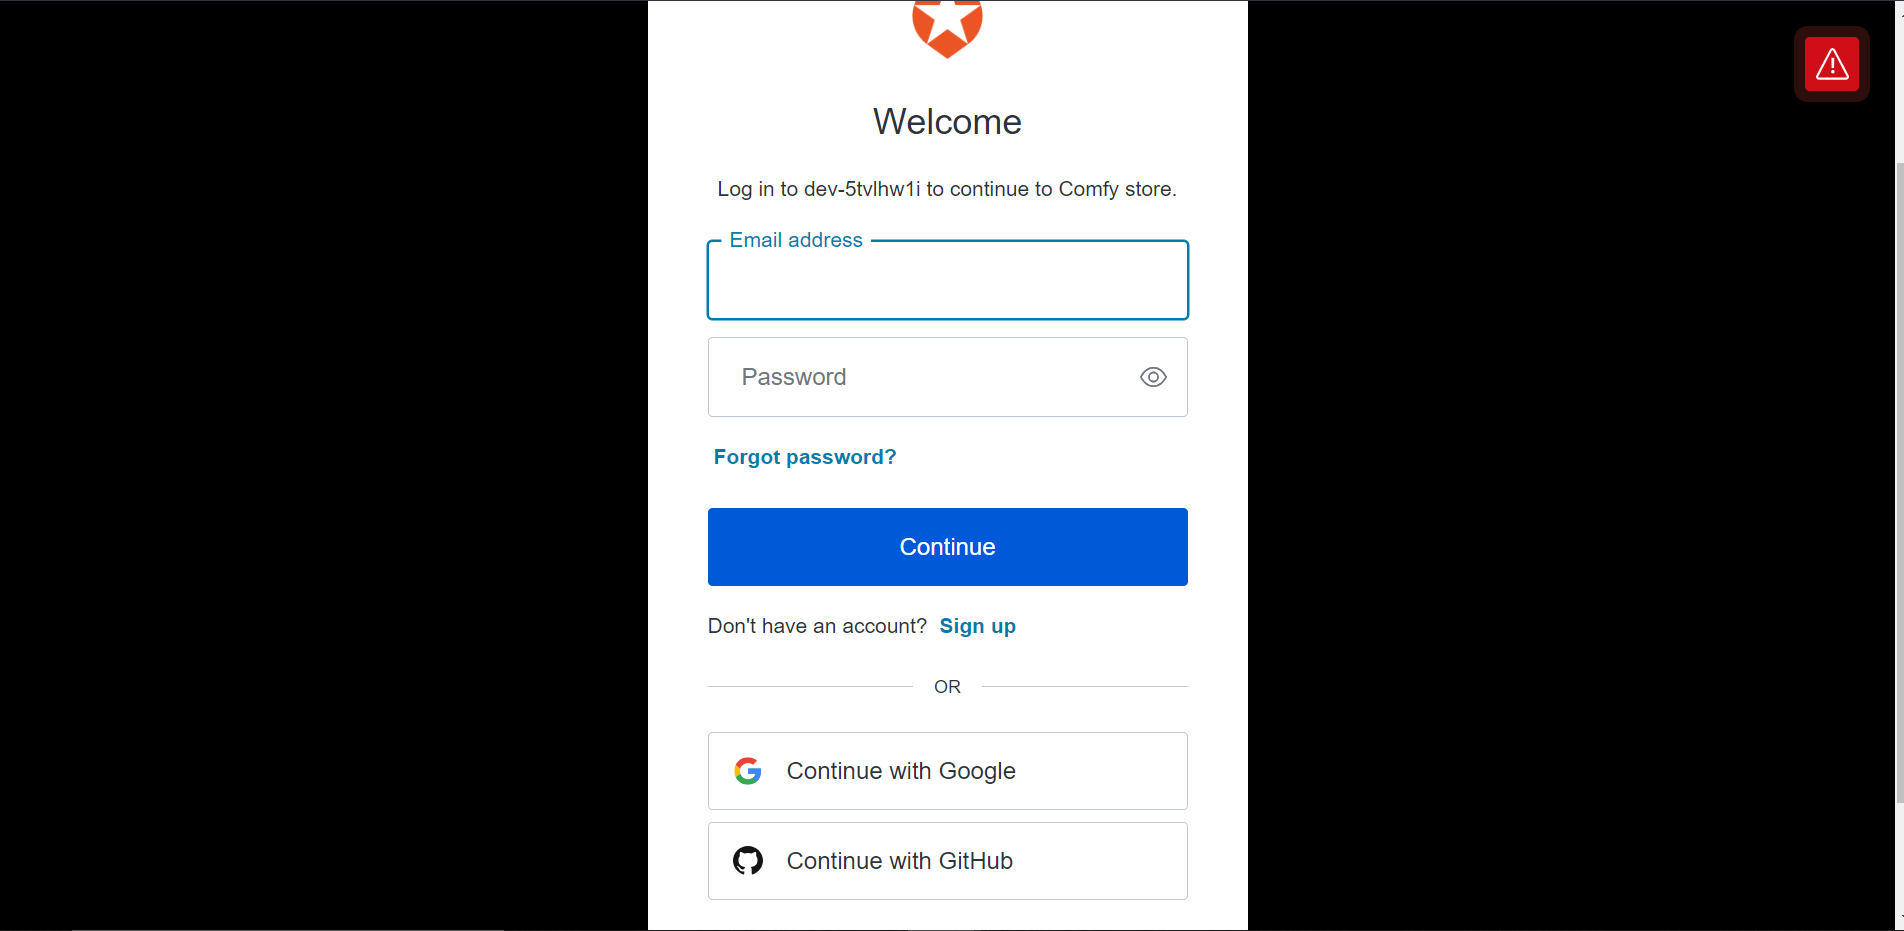 Welcome
Log in to dev-5tvlhw1i to continue to Comfy store.
Email address
Password
Forgot password?
Continue
Don't have an account? Sign up
OR
Continue with Google
Continue with GitHub